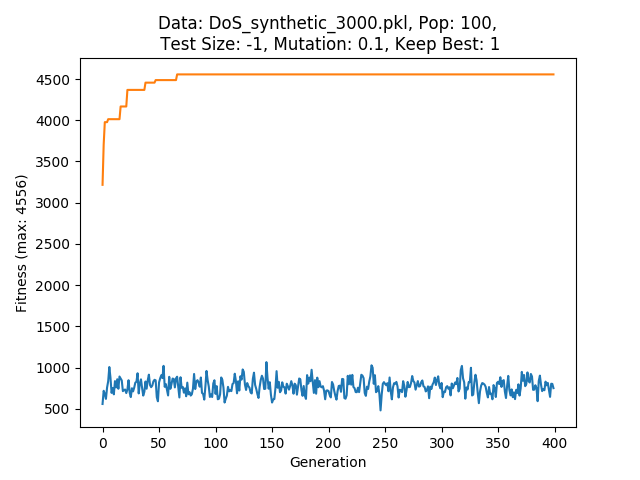 Data: DoS_synthetic_3000.pkl, Pop: 100,
Test Size: -1, Mutation: 0.1, Keep Best: 1
4500
4000
3500
3000
2500
2000
1500
1000
500
Fitness (max: 4556)
0 50 100 150 200 250 300 350 400
Generation